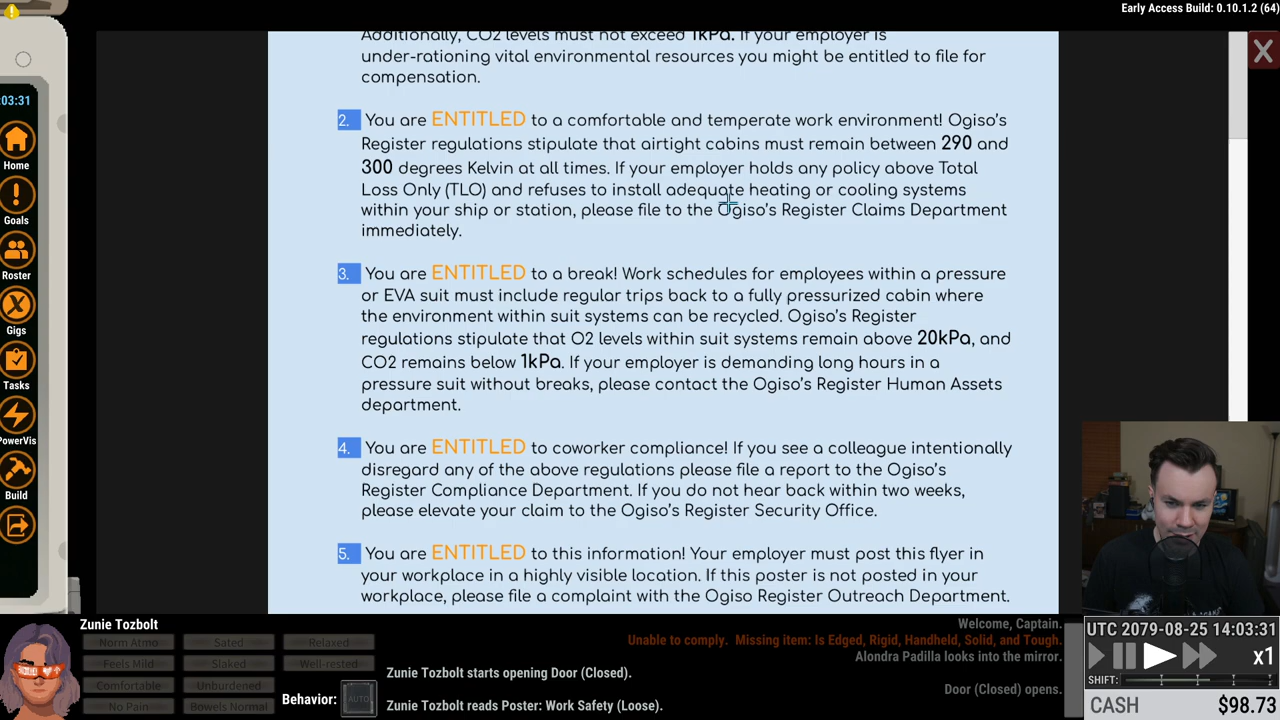 Early Access Build: 0.10.1.2 (64)
:03:31
Home
Goals
Roster
Gigs
Tasks
PowerVis
Build
Additionally, CO2 levels must not exceed 1kPa. If your employer is
under-rationing vital environmental resources you might be entitled to file for
compensation.
2. You are ENTITLED to a comfortable and temperate work environment! Ogiso's
Register regulations stipulate that airtight cabins must remain between 290 and
300 degrees Kelvin at all times. If your employer holds any policy above Total
Loss Only (TLO) and refuses to install adequate heating or cooling systems
within your ship or station, please file to the Ogiso's Register Claims Department
immediately.
3. You are ENTITLED to a break! Work schedules for employees within a pressure
or EVA suit must include regular trips back to a fully pressurized cabin where
the environment within suit systems can be recycled. Ogiso's Register
regulations stipulate that O2 levels within suit systems remain above 20kPa, and
CO2 remains below 1kPa. If your employer is demanding long hours in a
pressure suit without breaks, please contact the Ogiso's Register Human Assets
department.
4. You are ENTITLED to coworker compliance! If you see a colleague intentionally
disregard any of the above regulations please file a report to the Ogiso's
Register Compliance Department. If you do not hear back within two weeks,
please elevate your claim to the Ogiso's Register Security Office.
5. You are ENTITLED to this information! Your employer must post this flyer in
your workplace in a highly visible location. If this poster is not posted in your
workplace, please file a complaint with the Ogiso Register Outreach Department.
Zunie Tozbolt
Norm Atmo Sated Relaxed
Feels Mild Slaked Well-rested
Comfortable Unburdened
No Pain Bowels Normal
Behavior: AUTO
Zunie Tozbolt starts opening Door (Closed).
Zunie Tozbolt reads Poster: Work Safety (Loose).
Welcome, Captain.
Unable to comply. Missing item: Is Edged, Rigid, Handheld, Solid, and Tough.
Alondra Padilla looks into the mirror.
Door (Closed) opens.
UTC 2079-08-25 14:03:31
x1
SHIFT:
CASH $98.73